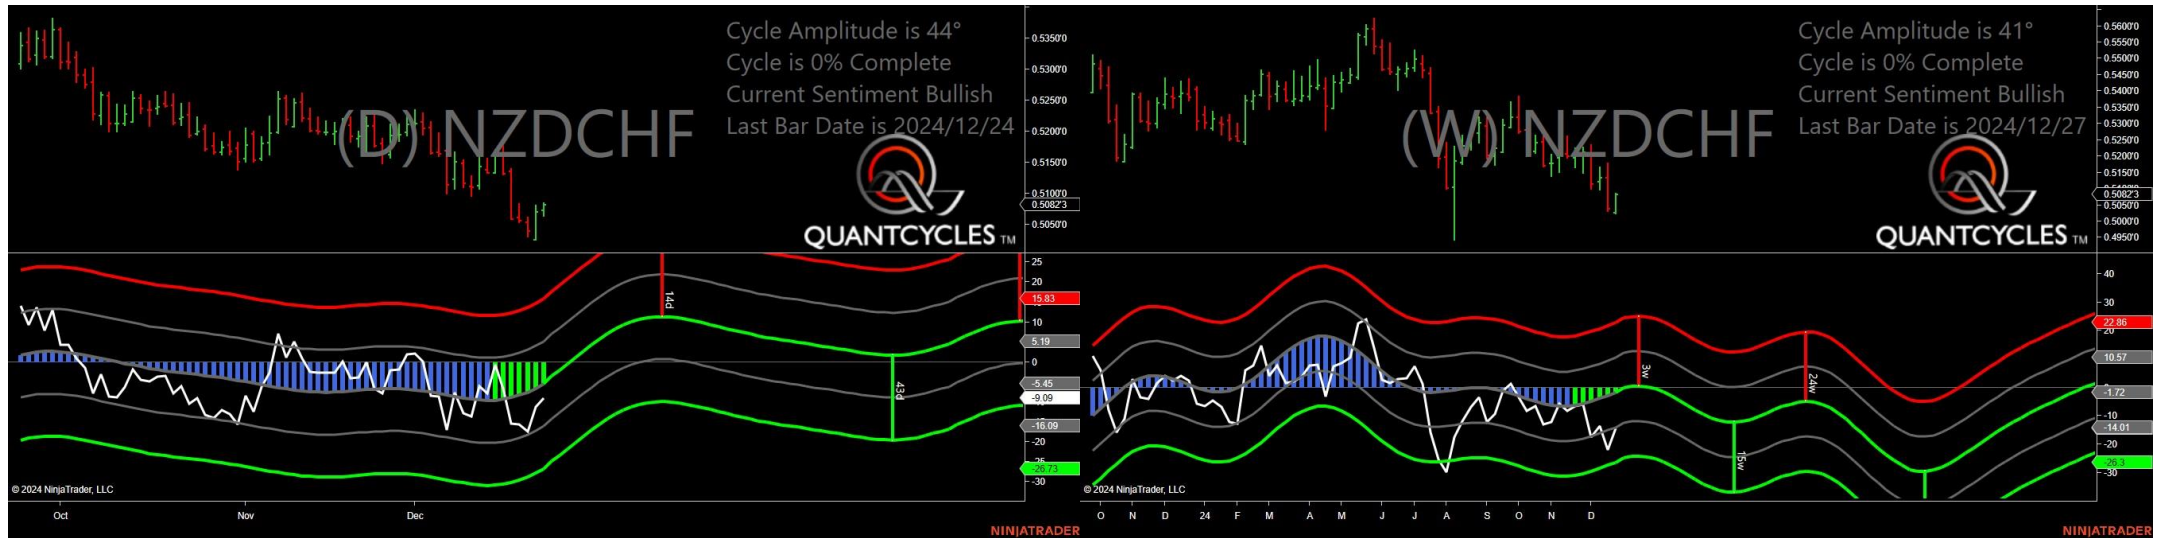 Cycle Amplitude is 44°
Cycle is 0% Complete
Current Sentiment Bullish
Last Bar Date is 2024/12/24
(D) NZDCHF
QUANTCYCLES TM
0.5350'0
0.5300'0
0.5250'0
0.5200'0
0.5150'0
0.5100'0
0.5082'3
0.5050'0
25
20
15.83
10
5.19
0
-5.45
-9.09
-16.09
-20
-26.73
-30
14d
43d
© 2024 NinjaTrader, LLC
Oct
Nov
Dec
NINJATRADER
Cycle Amplitude is 41°
Cycle is 0% Complete
Current Sentiment Bullish
Last Bar Date is 2024/12/27
(W) NZDCHF
QUANTCYCLES TM
0.5600'0
0.5550'0
0.5500'0
0.5450'0
0.5400'0
0.5350'0
0.5300'0
0.5250'0
0.5200'0
0.5150'0
0.5082'3
0.5050'0
0.5000'0
0.4950'0
40
30
22.86
20
10.57
-1.72
-10
-14.01
-20
-26.3
-30
3w
15w
24w
© 2024 NinjaTrader, LLC
O N D 24 F M A M J J A S O N D
NINJATRADER